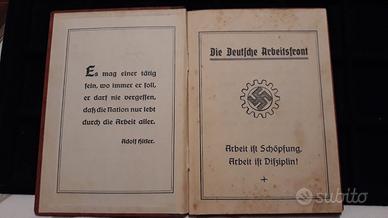 Es mag einer tätig
sein, wo immer er soll,
er darf nie vergessen,
daß die Nation nur lebt
durch die Arbeit aller.
Adolf Hitler.
Die Deutsche Arbeitsfront
Arbeit ist Schöpfung,
Arbeit ist Disziplin!
subito